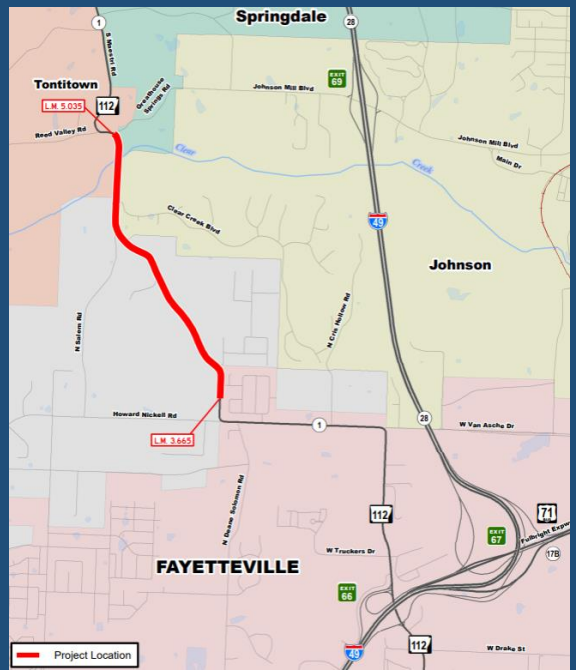 Springdale
1
28
S Maestri Rd
EXIT
69
Tontitown
Johnson Mill Blvd
Greathouse
Springs Rd
L.M. 5.035
112
Reed Valley Rd
Johnson Mill Blvd
Main Dr
Clear
Creek
Clear Creek Blvd
49
Johnson
N Salem Rd
N Cris Hollow Rd
Howard Nickell Rd
28
1
W Van Asche Dr
L.M. 3.665
N Deane Solomon Rd
112
71
EXIT
67
Fulbright Expw
W Truckers Dr
17B
FAYETTEVILLE
EXIT
66
112
W Drake St
49
Project Location